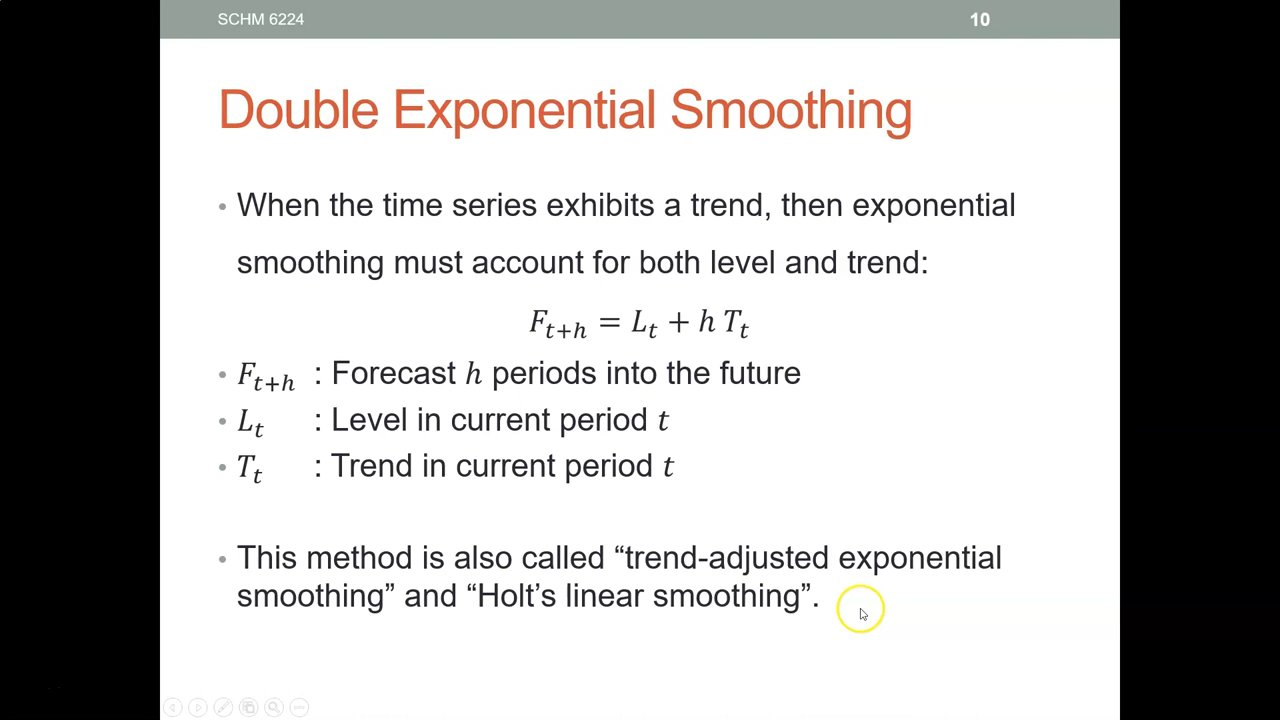 SCHM 6224
10
Double Exponential Smoothing
• When the time series exhibits a trend, then exponential
smoothing must account for both level and trend:
F_{t+h} = L_t + h T_t
• F_{t+h} : Forecast h periods into the future
• L_t : Level in current period t
• T_t : Trend in current period t
• This method is also called “trend-adjusted exponential
smoothing” and “Holt’s linear smoothing”.